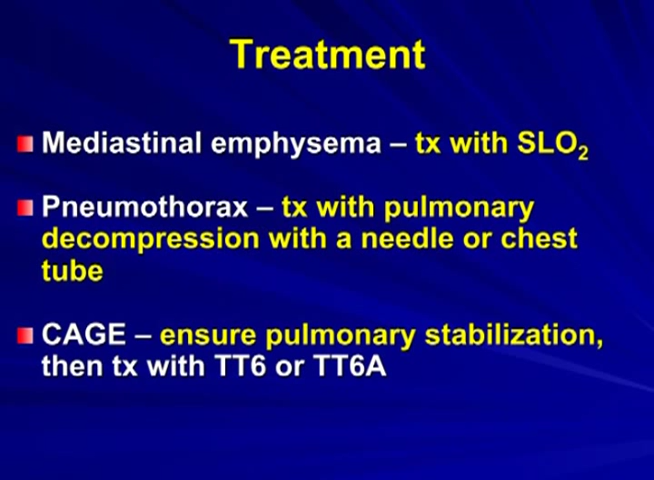 Treatment
Mediastinal emphysema – tx with SLO₂
Pneumothorax – tx with pulmonary
decompression with a needle or chest
tube
CAGE – ensure pulmonary stabilization,
then tx with TT6 or TT6A